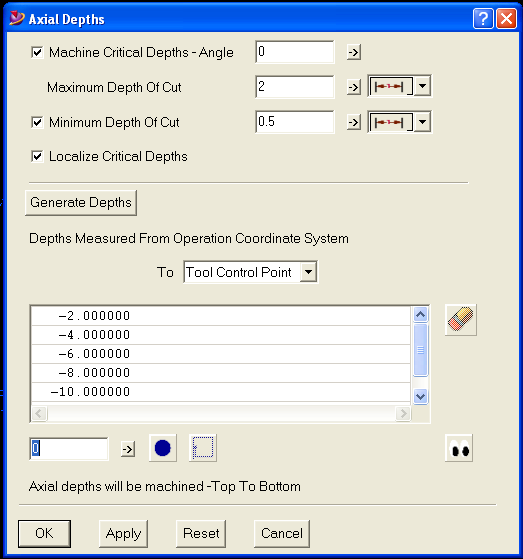 Axial Depths
Machine Critical Depths - Angle 0 ->
Maximum Depth Of Cut 2 ->
Minimum Depth Of Cut 0.5 ->
Localize Critical Depths
Generate Depths
Depths Measured From Operation Coordinate System
To Tool Control Point
-2.000000
-4.000000
-6.000000
-8.000000
-10.000000
0 ->
Axial depths will be machined -Top To Bottom
OK Apply Reset Cancel